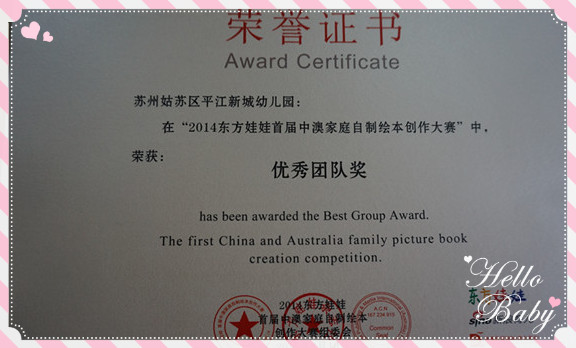 荣誉证书
Award Certificate
苏州姑苏区平江新城幼儿园：
在“2014东方娃娃首届中澳家庭自制绘本创作大赛”中，
荣获：
优秀团队奖
has been awarded the Best Group Award.
The first China and Australia family picture book
creation competition.
2014东方娃娃
首届中澳家庭自制绘本
创作大赛组委会
A.C.N
Common
Seal
Hello
Baby